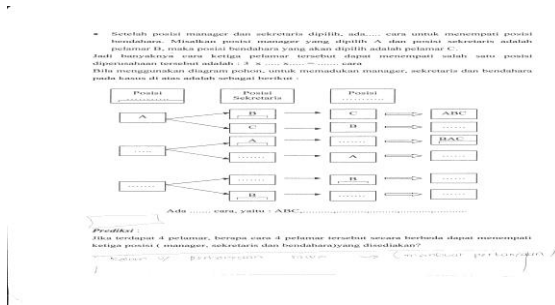 • Setelah posisi manager dan sekretaris dipilih, ada..... cara untuk menempati posisi
bendahara. Misalkan posisi manager yang dipilih A dan posisi sekretaris adalah
pelamar B, maka posisi bendahara yang akan dipilih adalah pelamar C.
Jadi banyaknya cara ketiga pelamar tersebut dapat menempati salah satu posisi
diperusahaan tersebut adalah : 3 x ..... x..... = ....... cara
Bila menggunakan diagram pohon, untuk memadukan manager, sekretaris dan bendahara
pada kasus di atas adalah sebagai berikut :
Posisi Posisi Posisi
................ Sekretaris ............
A B C ABC
C B .......
..... A ....... BAC
....... A .......
....... ....... B .......
B ....... .......
Ada ....... cara, yaitu : ABC,.....................................................
Prediksi :
Jika terdapat 4 pelamar, berapa cara 4 pelamar tersebut secara berbeda dapat menempati
ketiga posisi ( manager, sekretaris dan bendahara)yang disediakan?